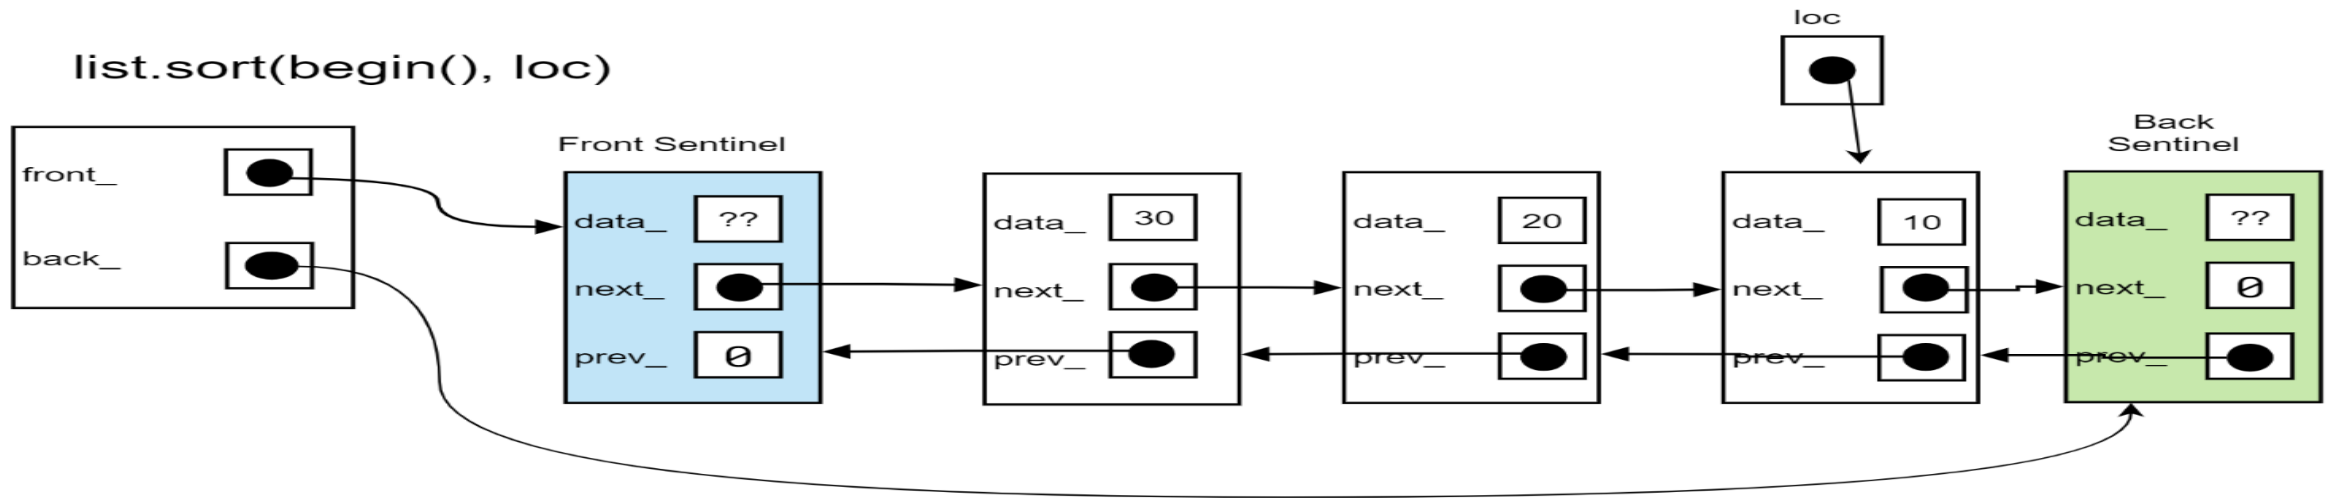 loc
list.sort(begin(), loc)
front_
back_
Front Sentinel
data_ ??
next_
prev_ 0
data_ 30
next_
prev_
data_ 20
next_
prev_
data_ 10
next_
prev_
Back
Sentinel
data_ ??
next_ 0
prev_